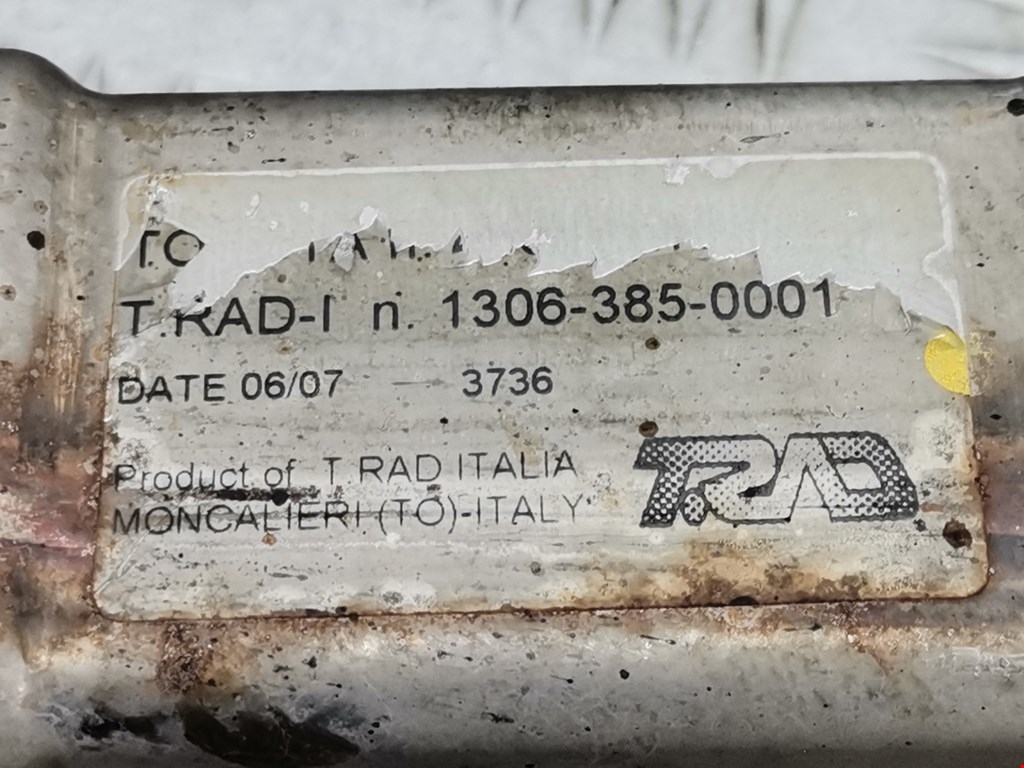 T.RAD-I n. 1306-385-0001
DATE 06/07 3736
Product of T.RAD ITALIA
MONCALIERI (TO)-ITALY
T.RAD